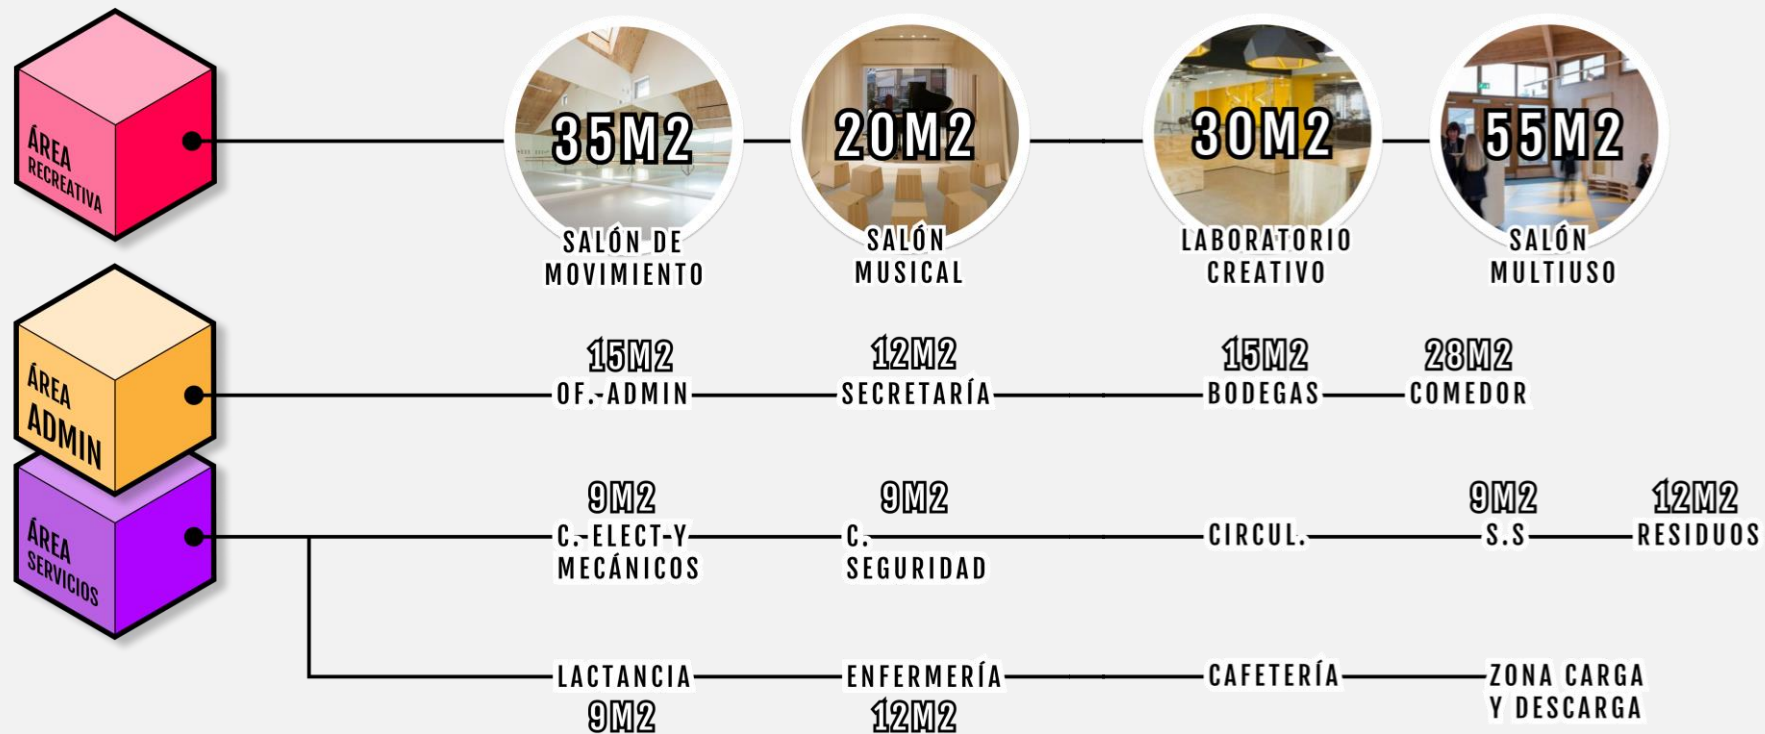 ÁREA
RECREATIVA
35M2
20M2
30M2
55M2
SALÓN DE
MOVIMIENTO
SALÓN
MUSICAL
LABORATORIO
CREATIVO
SALÓN
MULTIUSO
ÁREA
ADMIN
15M2
OF. ADMIN
12M2
SECRETARÍA
15M2
BODEGAS
28M2
COMEDOR
ÁREA
SERVICIOS
9M2
C. ELECT Y
MECÁNICOS
9M2
C.
SEGURIDAD
CIRCUL.
9M2
S.S
12M2
RESIDUOS
LACTANCIA
9M2
ENFERMERÍA
12M2
CAFETERÍA
ZONA CARGA
Y DESCARGA